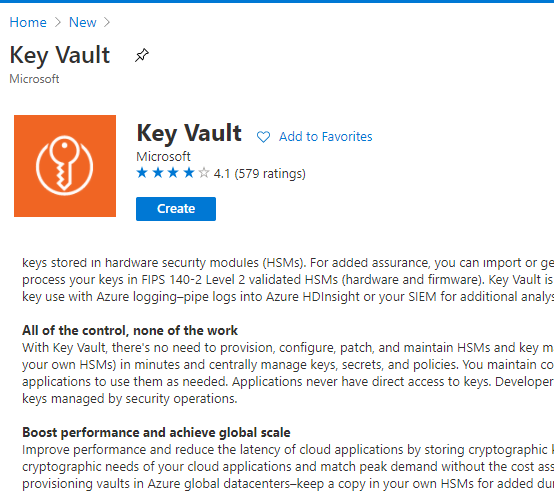 Home > New >
Key Vault
Microsoft
Key Vault
Add to Favorites
Microsoft
4.1 (579 ratings)
Create
keys stored in hardware security modules (HSMs). For added assurance, you can import or ge
process your keys in FIPS 140-2 Level 2 validated HSMs (hardware and firmware). Key Vault is
key use with Azure logging–pipe logs into Azure HDInsight or your SIEM for additional analys
All of the control, none of the work
With Key Vault, there's no need to provision, configure, patch, and maintain HSMs and key m
your own HSMs) in minutes and centrally manage keys, secrets, and policies. You maintain co
applications to use them as needed. Applications never have direct access to keys. Developer
keys managed by security operations.
Boost performance and achieve global scale
Improve performance and reduce the latency of cloud applications by storing cryptographic k
cryptographic needs of your cloud applications and match peak demand without the cost ass
provisioning vaults in Azure global datacenters–keep a copy in your own HSMs for added du